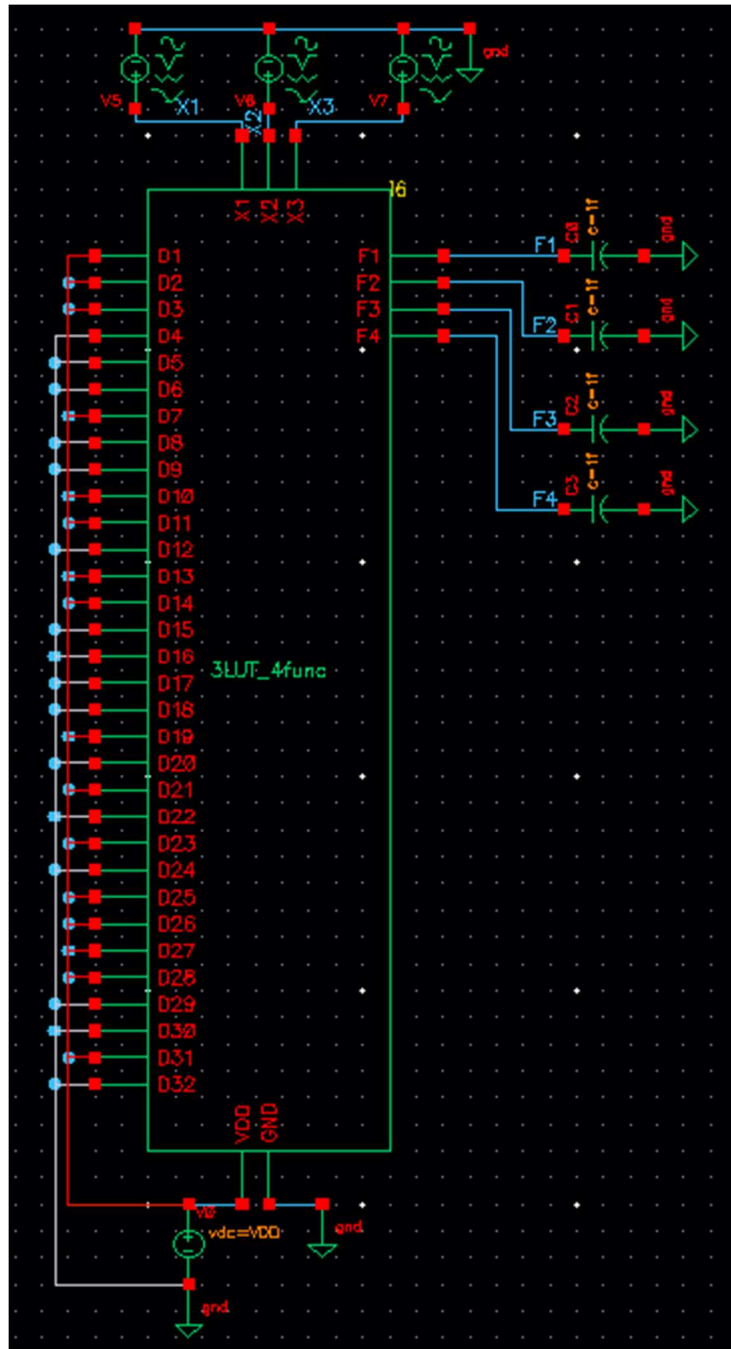 gnd
V5 X1 V6 X2 X3 V7
X1 X2 X3
I6
D1
D2
D3
D4
D5
D6
D7
D8
D9
D10
D11
D12
D13
D14
D15
D16
D17
D18
D19
D20
D21
D22
D23
D24
D25
D26
D27
D28
D29
D30
D31
D32
3LUT_4func
F1
F2
F3
F4
F1 C0 c=1f gnd
F2 C1 c=1f gnd
F3 C2 c=1f gnd
F4 C3 c=1f gnd
VDD GND
V0
vdc=VDD
gnd
gnd